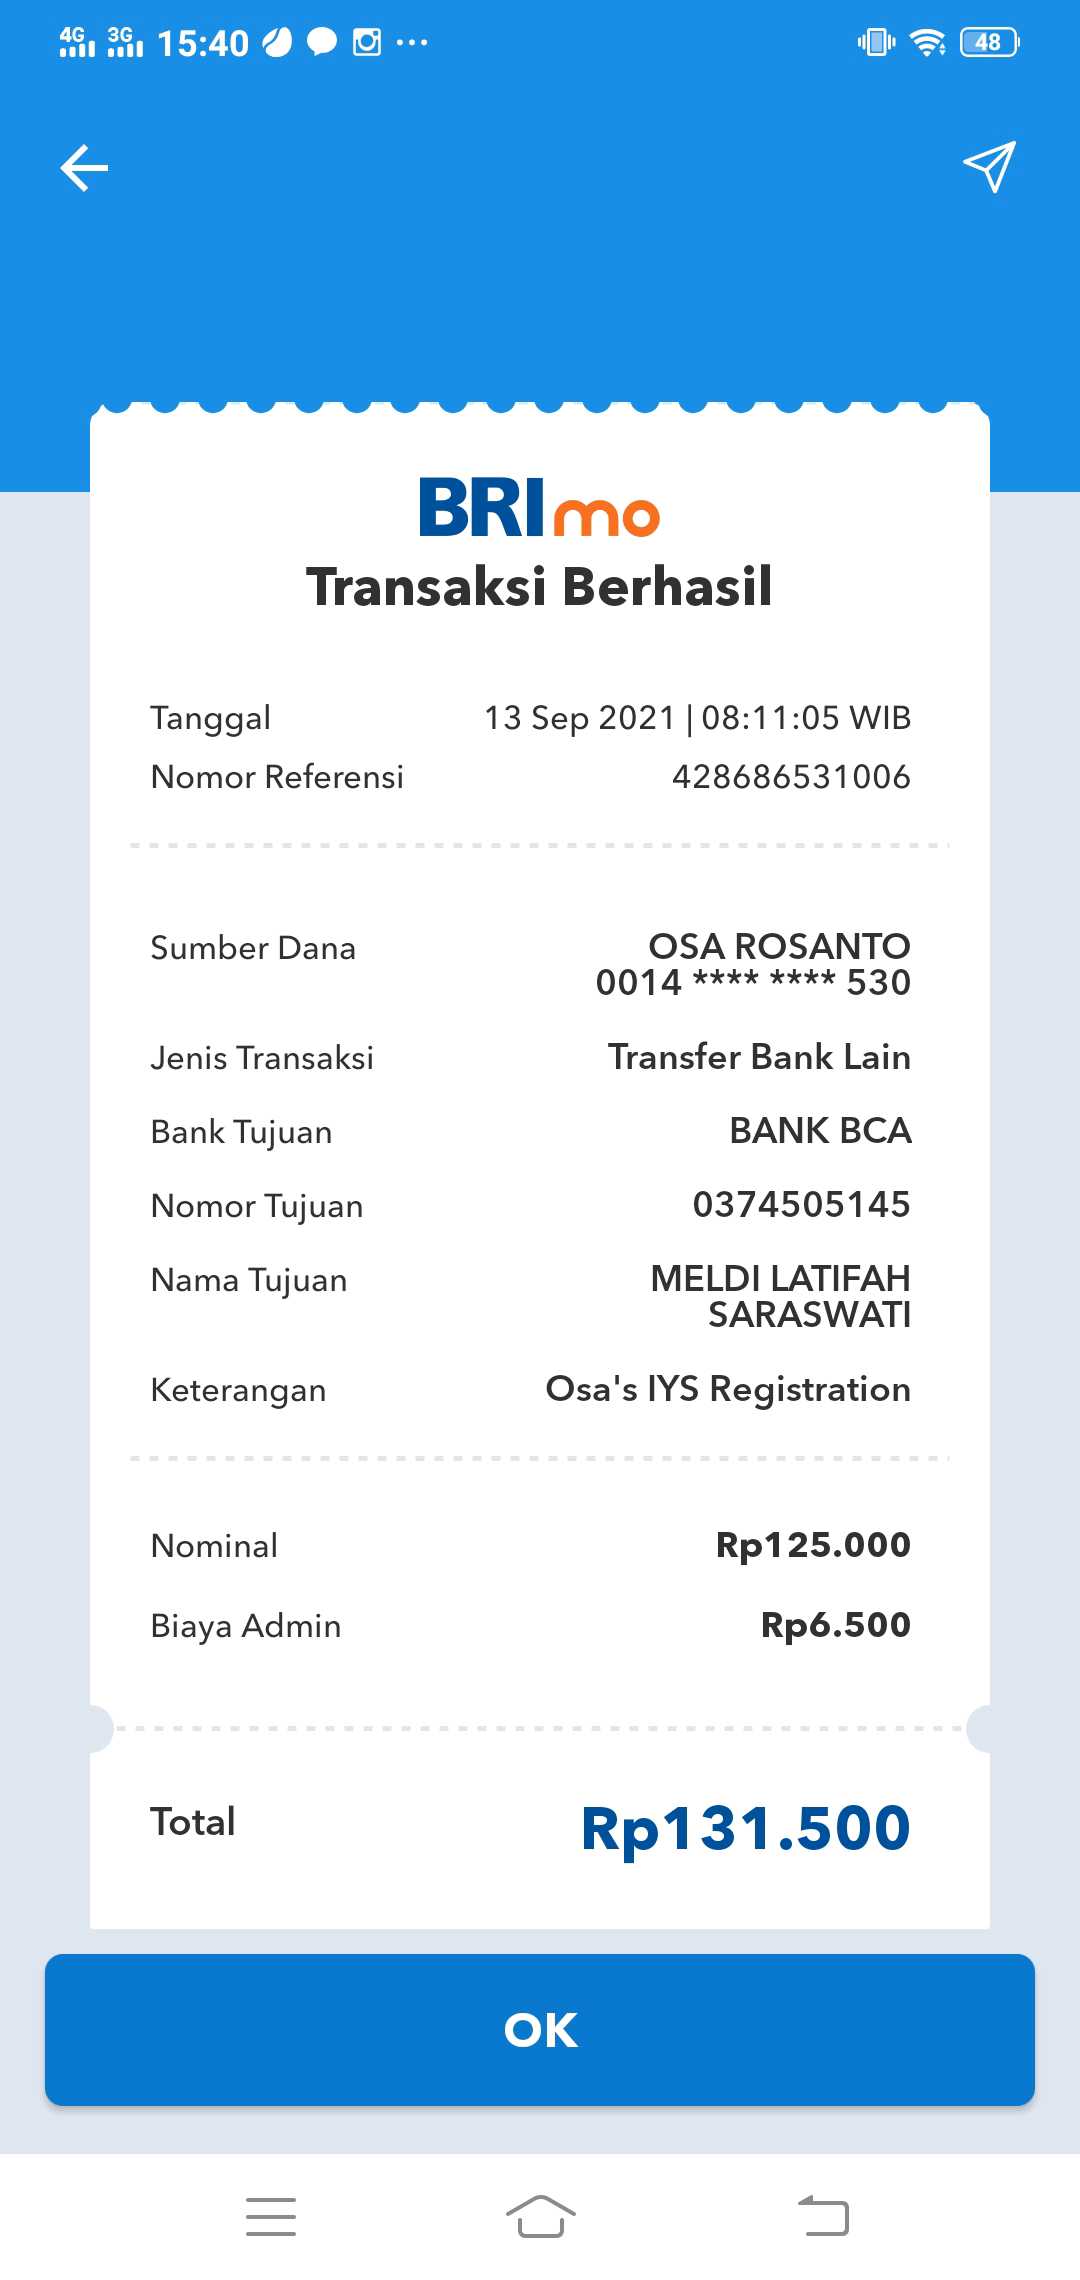 4G 3G 15:40 48
BRImo
Transaksi Berhasil
Tanggal 13 Sep 2021 | 08:11:05 WIB
Nomor Referensi 428686531006
Sumber Dana OSA ROSANTO
0014 **** **** 530
Jenis Transaksi Transfer Bank Lain
Bank Tujuan BANK BCA
Nomor Tujuan 0374505145
Nama Tujuan MELDI LATIFAH
SARASWATI
Keterangan Osa's IYS Registration
Nominal Rp125.000
Biaya Admin Rp6.500
Total Rp131.500
OK